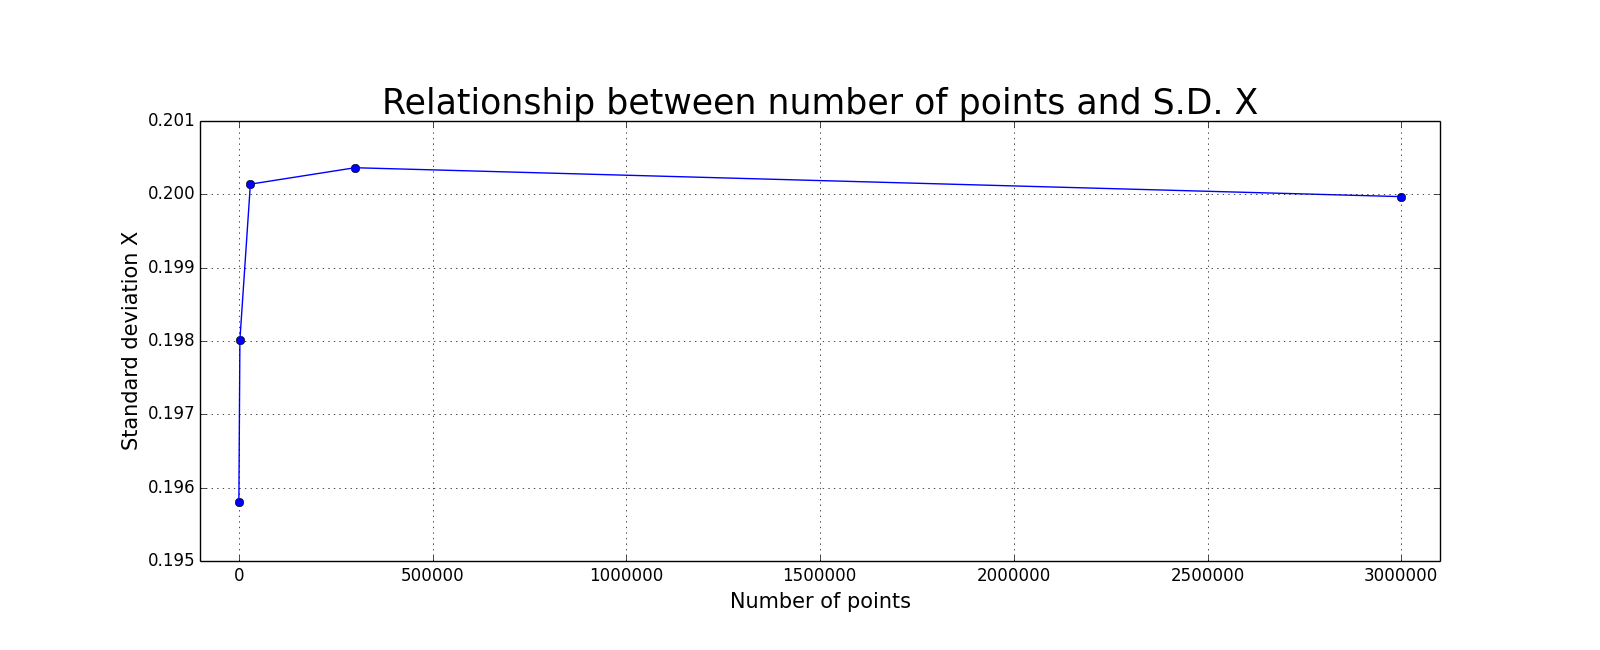 Relationship between number of points and S.D. X
0.201
0.200
0.199
0.198
0.197
0.196
0.195
Standard deviation X
0 500000 1000000 1500000 2000000 2500000 3000000
Number of points